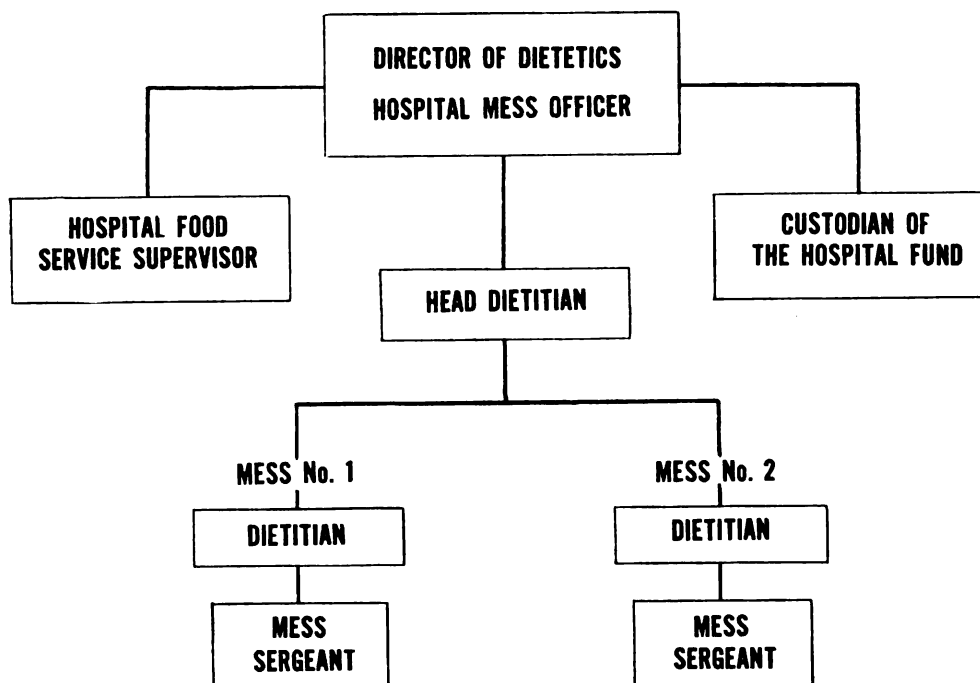 DIRECTOR OF DIETETICS
HOSPITAL MESS OFFICER
HOSPITAL FOOD
SERVICE SUPERVISOR
CUSTODIAN OF
THE HOSPITAL FUND
HEAD DIETITIAN
MESS No. 1
MESS No. 2
DIETITIAN
DIETITIAN
MESS
SERGEANT
MESS
SERGEANT